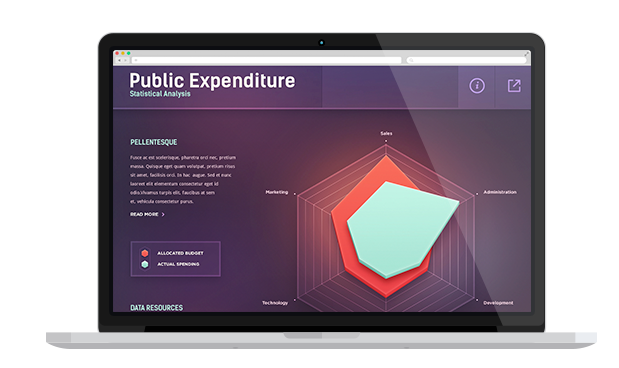 Public Expenditure
Statistical Analysis
PELLENTESQUE
Fusce ac est scelerisque, pharetra orci nec, pretium
massa. Quisque eget quam volutpat, pretium risus
sit amet, facilisis orci. In hac augue. Sed et nunc
laoreet elit elementum consectetur eget id
odio.Vivamus turpis elit, faucibus at sem
et, vehicula consectetur purus.
READ MORE >
ALLOCATED BUDGET
ACTUAL SPENDING
DATA RESOURCES
Sales
Marketing
Administration
Technology
Development